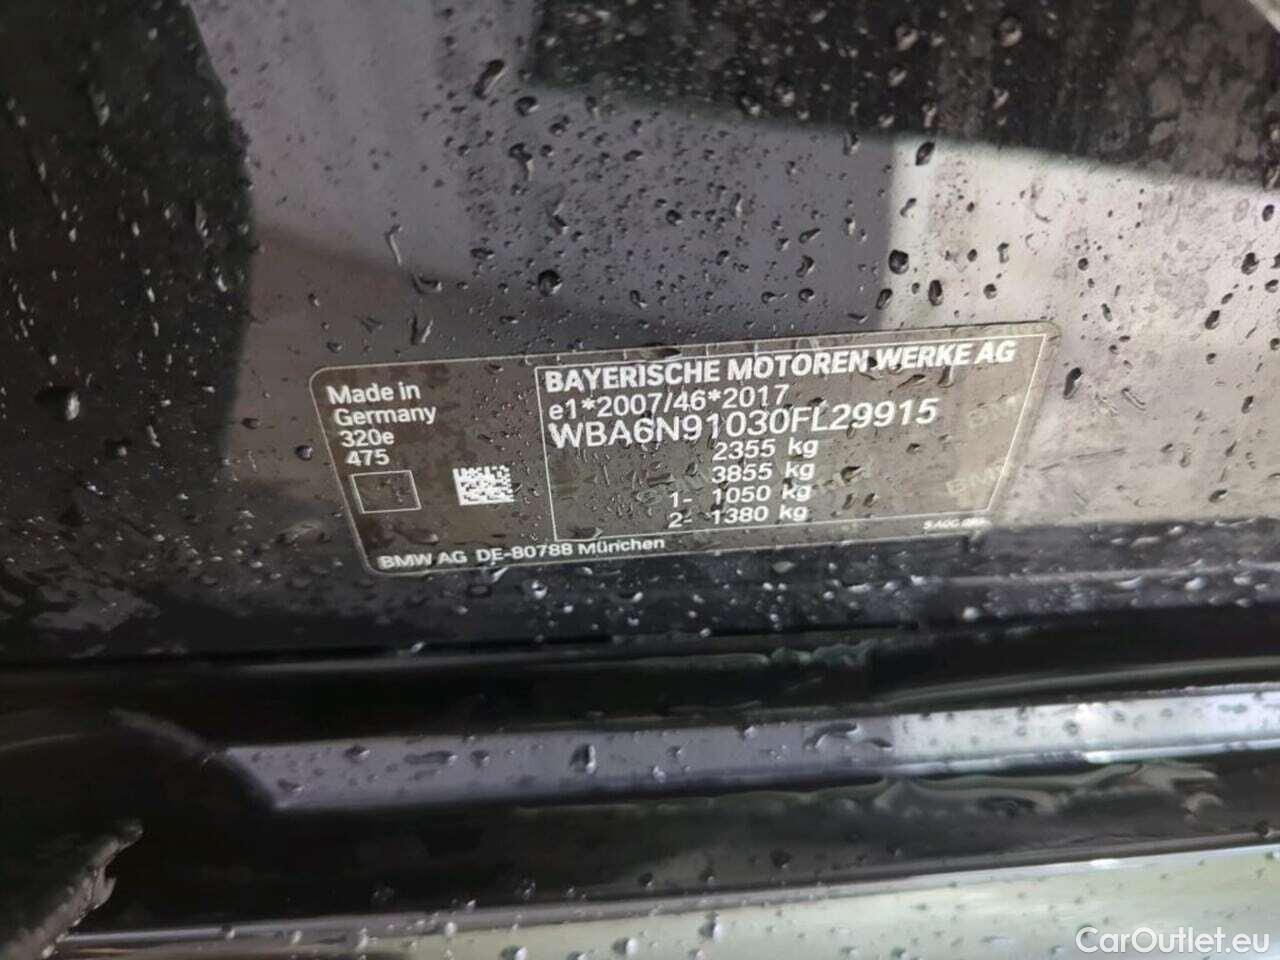 Made in
Germany
320e
475
BAYERISCHE MOTOREN WERKE AG
e1*2007/46*2017
WBA6N91030FL29915
2355 kg
3855 kg
1- 1050 kg
2- 1380 kg
BMW AG DE-80788 München
CarOutlet.eu